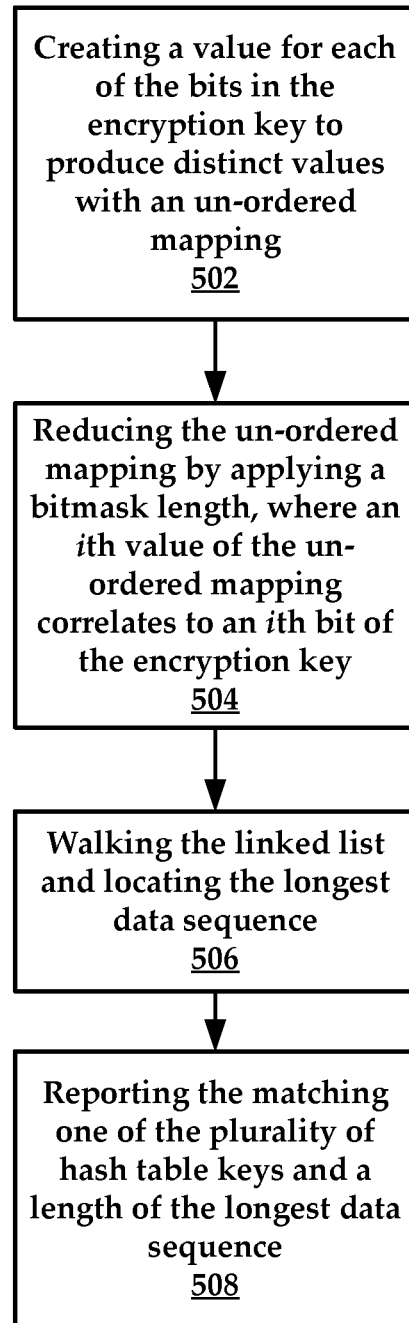 Creating a value for each
of the bits in the
encryption key to
produce distinct values
with an un-ordered
mapping
502
Reducing the un-ordered
mapping by applying a
bitmask length, where an
ith value of the un-
ordered mapping
correlates to an ith bit of
the encryption key
504
Walking the linked list
and locating the longest
data sequence
506
Reporting the matching
one of the plurality of
hash table keys and a
length of the longest data
sequence
508